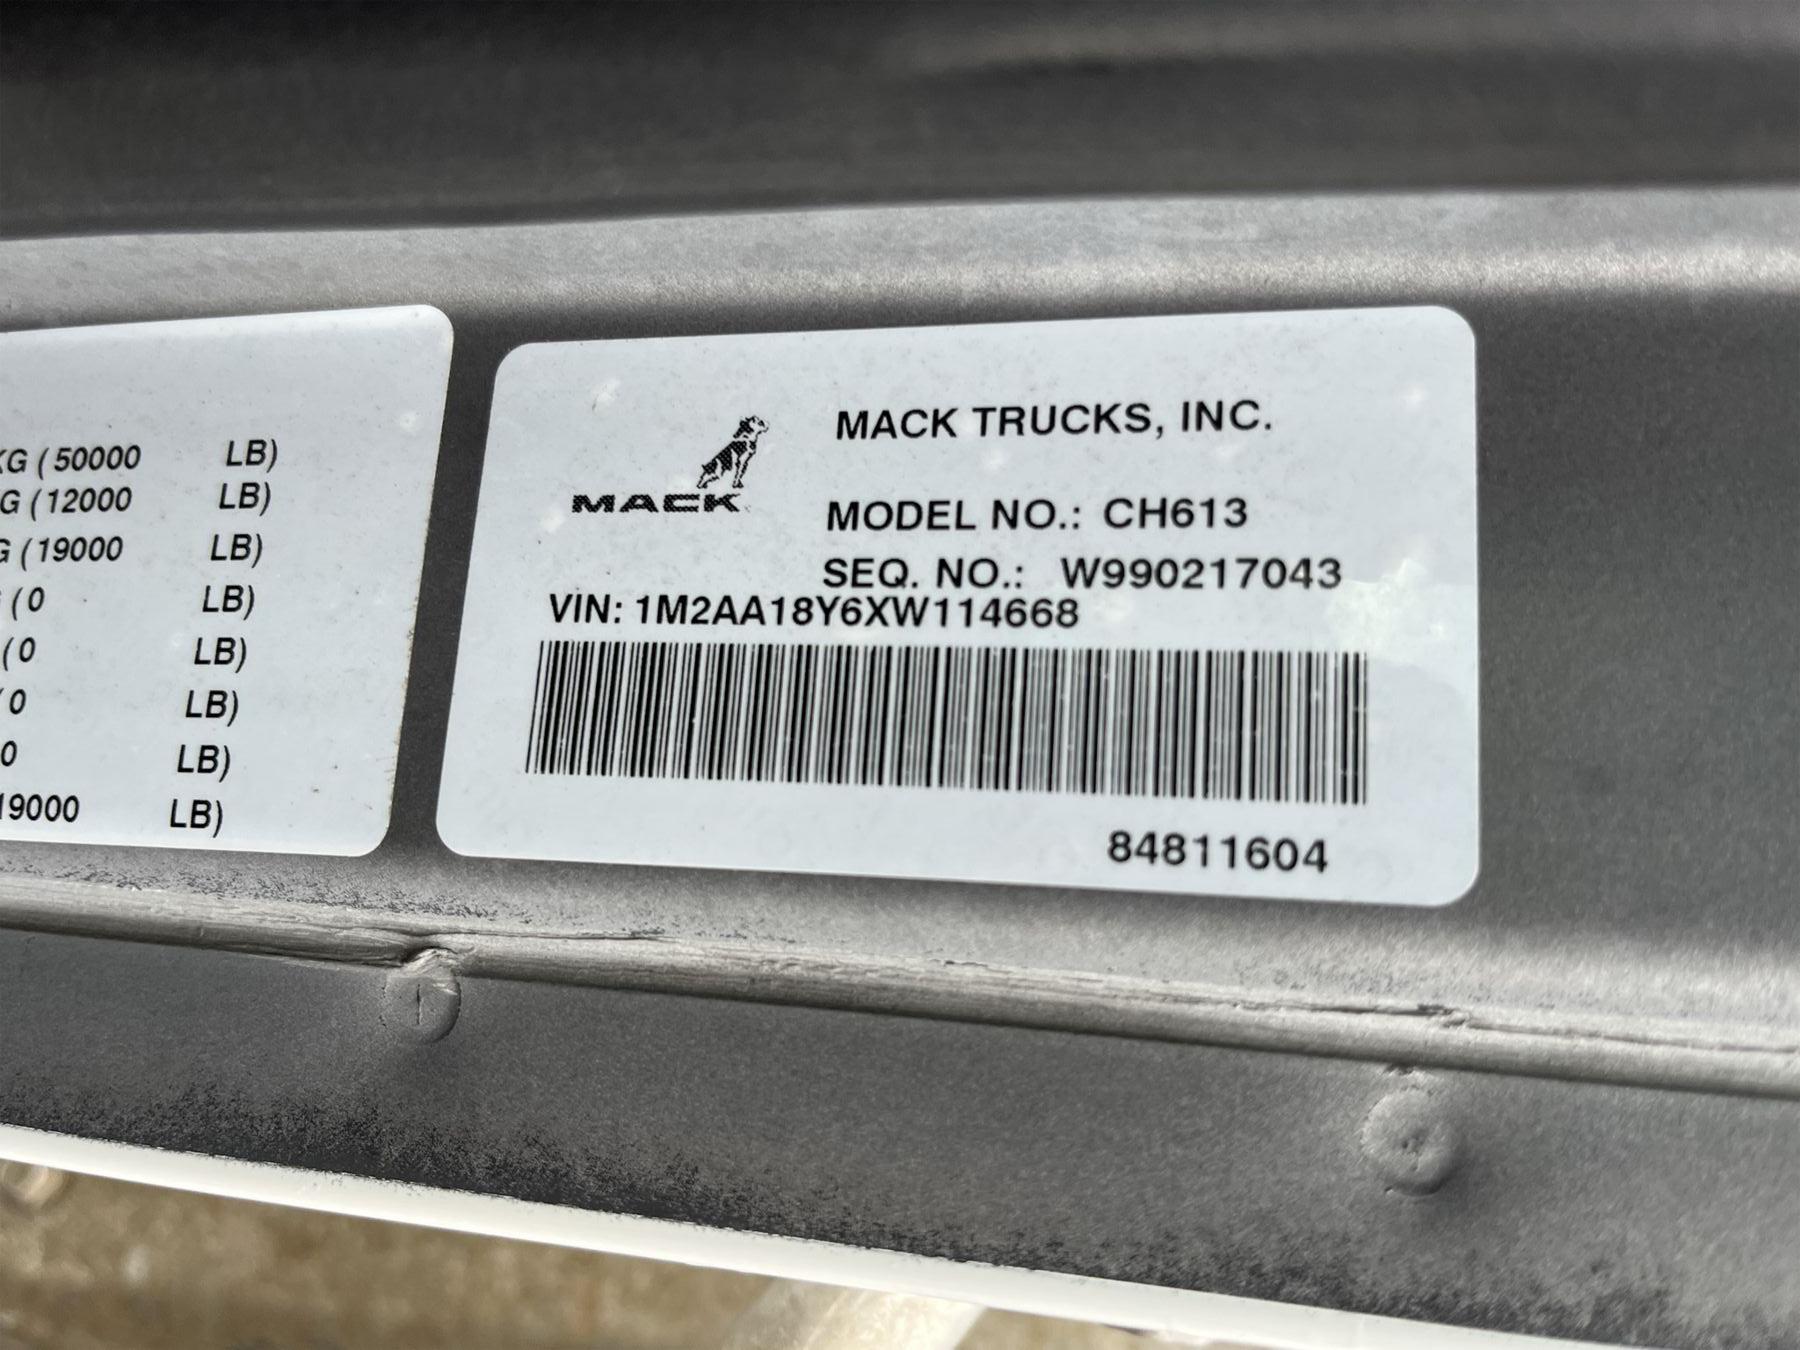 KG (50000 LB)
G (12000 LB)
G (19000 LB)
(0 LB)
(0 LB)
0 LB)
0 LB)
19000 LB)
MACK
MACK TRUCKS, INC.
MODEL NO.: CH613
SEQ. NO.: W990217043
VIN: 1M2AA18Y6XW114668
84811604